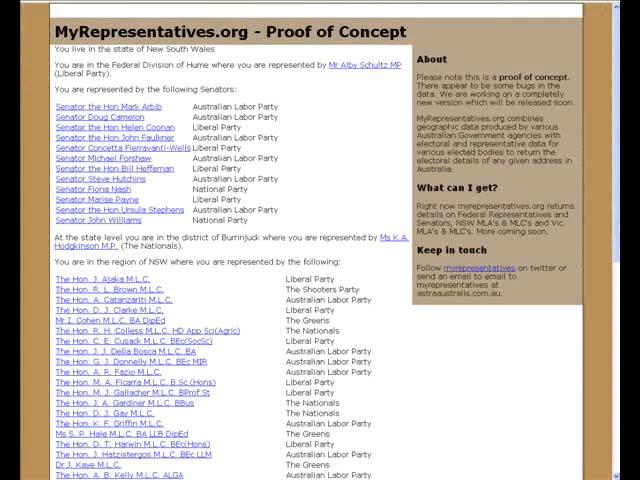 MyRepresentatives.org - Proof of Concept
You live in the state of New South Wales
You are in the Federal Division of Hume where you are represented by Mr Alby Schultz MP
(Liberal Party).
You are represented by the following Senators:
Senator the Hon Mark Arbib Australian Labor Party
Senator Doug Cameron Australian Labor Party
Senator the Hon Helen Coonan Liberal Party
Senator the Hon John Faulkner Australian Labor Party
Senator Concetta Fierravanti-Wells Liberal Party
Senator Michael Forshaw Australian Labor Party
Senator the Hon Bill Heffernan Liberal Party
Senator Steve Hutchins Australian Labor Party
Senator Fiona Nash National Party
Senator Marise Payne Liberal Party
Senator the Hon Ursula Stephens Australian Labor Party
Senator John Williams National Party
At the state level you are in the district of Burrinjuck where you are represented by Ms K.A.
Hodgkinson M.P. (The Nationals).
You are in the region of NSW where you are represented by the following:
The Hon. J. Ajaka M.L.C. Liberal Party
The Hon. R. L. Brown M.L.C. The Shooters Party
The Hon. A. Catanzariti M.L.C. Australian Labor Party
The Hon. D. J. Clarke M.L.C. Liberal Party
Mr I. Cohen M.L.C. BA DipEd The Greens
The Hon. R. H. Colless M.L.C. HD App Sci(Agric) The Nationals
The Hon. C. E. Cusack M.L.C. BEc(SocSc) Liberal Party
The Hon. J. J. Della Bosca M.L.C. BA Australian Labor Party
The Hon. G. J. Donnelly M.L.C. BEc MIR Australian Labor Party
The Hon. A. R. Fazio M.L.C. Australian Labor Party
The Hon. M. A. Ficarra M.L.C. B.Sc.(Hons) Liberal Party
The Hon. M. J. Gallacher M.L.C. BProf.St Liberal Party
The Hon. J. A. Gardiner M.L.C. BBus The Nationals
The Hon. D. J. Gay M.L.C. The Nationals
The Hon. K. F. Griffin M.L.C. Australian Labor Party
Ms S. P. Hale M.L.C. BA LLB DipEd The Greens
The Hon. D. T. Harwin M.L.C. BEc(Hons) Liberal Party
The Hon. J. Hatzistergos M.L.C. BEc LLM Australian Labor Party
Dr J. Kaye M.L.C. The Greens
The Hon. A. B. Kelly M.L.C. ALGA Australian Labor Party
About
Please note this is a proof of concept.
There appear to be some bugs in the
data. We are working on a completely
new version which will be released soon.
MyRepresentatives.org combines
geographic data produced by various
Australian Government agencies with
electoral and representative data for
various elected bodies to return the
electoral details of any given address in
Australia.
What can I get?
Right now myrepresentatives.org returns
details on Federal Representatives and
Senators, NSW MLA's & MLC's and Vic.
MLA's & MLC's. More coming soon.
Keep in touch
Follow myrepresentatives on twitter or
send an email to email to
myrepresentatives at
astraaustralis.com.au.